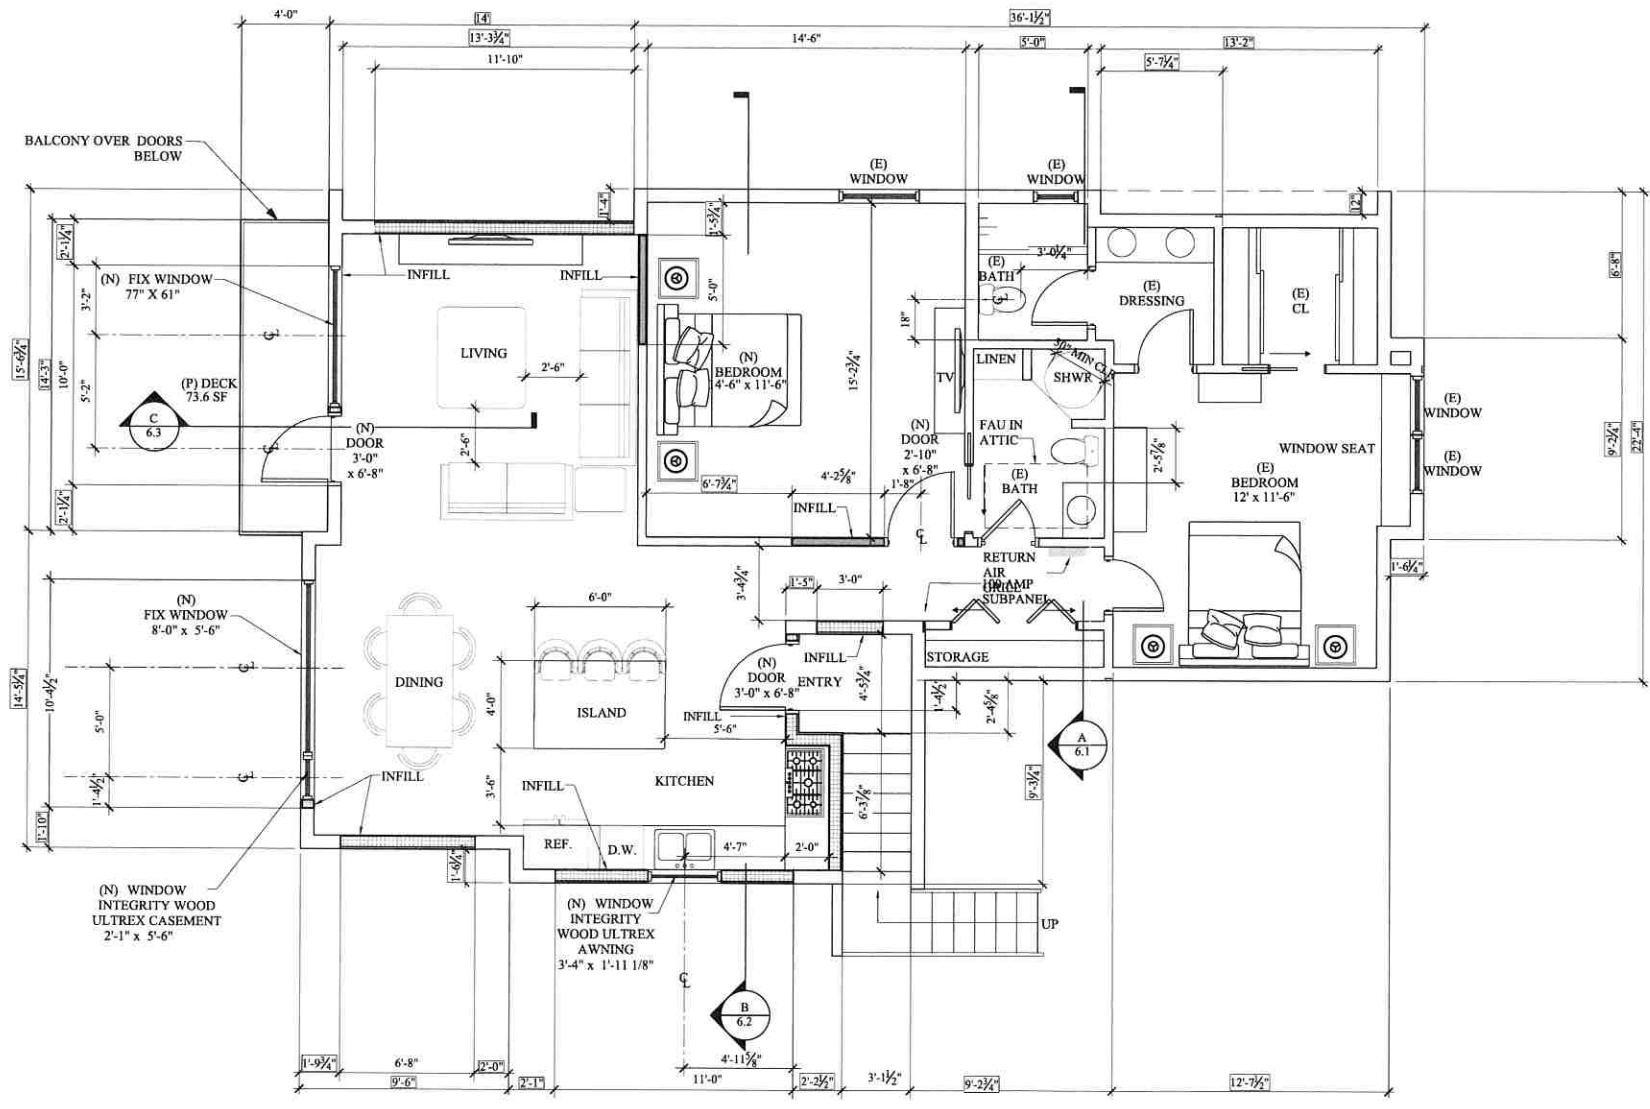 4'-0"
14'
36'-1½"
13'-3¾"
14'-6"
5'-0"
13'-2"
11'-10"
5'-7¼"
BALCONY OVER DOORS
BELOW
(E)
WINDOW
(E)
WINDOW
1'-4"
12"
1'-5¾"
2'-1¼"
3'-0¼"
(N) FIX WINDOW
77" X 61"
INFILL
INFILL
(E)
BATH
(E)
DRESSING
(E)
CL
6'-8"
3'-2"
5'-0"
18"
15'-6¾"
14'-3"
10'-0"
5'-2"
LIVING
2'-6"
(N)
BEDROOM
4'-6" x 11'-6"
15'-2¾"
TV
LINEN
30" MIN CLR
SHWR
(P) DECK
73.6 SF
C
6.3
(N)
DOOR
3'-0"
x 6'-8"
2'-6"
(N)
DOOR
2'-10"
x 6'-8"
FAU IN
ATTIC
(E)
BATH
2'-5⅞"
WINDOW SEAT
(E)
WINDOW
(E)
WINDOW
9'-2¼"
22'-4"
(E)
BEDROOM
12' x 11'-6"
2'-1¼"
6'-7¾"
4'-2⅝"
1'-8"
INFILL
3'-4¾"
1'-5"
3'-0"
RETURN
AIR
GRILL
100 AMP
SUBPANEL
1'-6¼"
(N)
FIX WINDOW
8'-0" x 5'-6"
6'-0"
14'-5¼"
10'-4½"
5'-0"
DINING
4'-0"
ISLAND
(N)
DOOR
3'-0" x 6'-8"
INFILL
ENTRY
4'-5¾"
STORAGE
1'-4½"
2'-4⅝"
INFILL
5'-6"
A
6.1
1'-4½"
INFILL
3'-6"
INFILL
KITCHEN
6'-3⅞"
9'-3¼"
1'-10"
REF.
D.W.
4'-7"
2'-0"
1'-6¼"
(N) WINDOW
INTEGRITY WOOD
ULTREX CASEMENT
2'-1" x 5'-6"
(N) WINDOW
INTEGRITY
WOOD ULTREX
AWNING
3'-4" x 1'-11 1/8"
UP
B
6.2
1'-9¾"
6'-8"
2'-0"
4'-11⅝"
9'-6"
2'-1"
11'-0"
2'-2½"
3'-1½"
9'-2¾"
12'-7½"